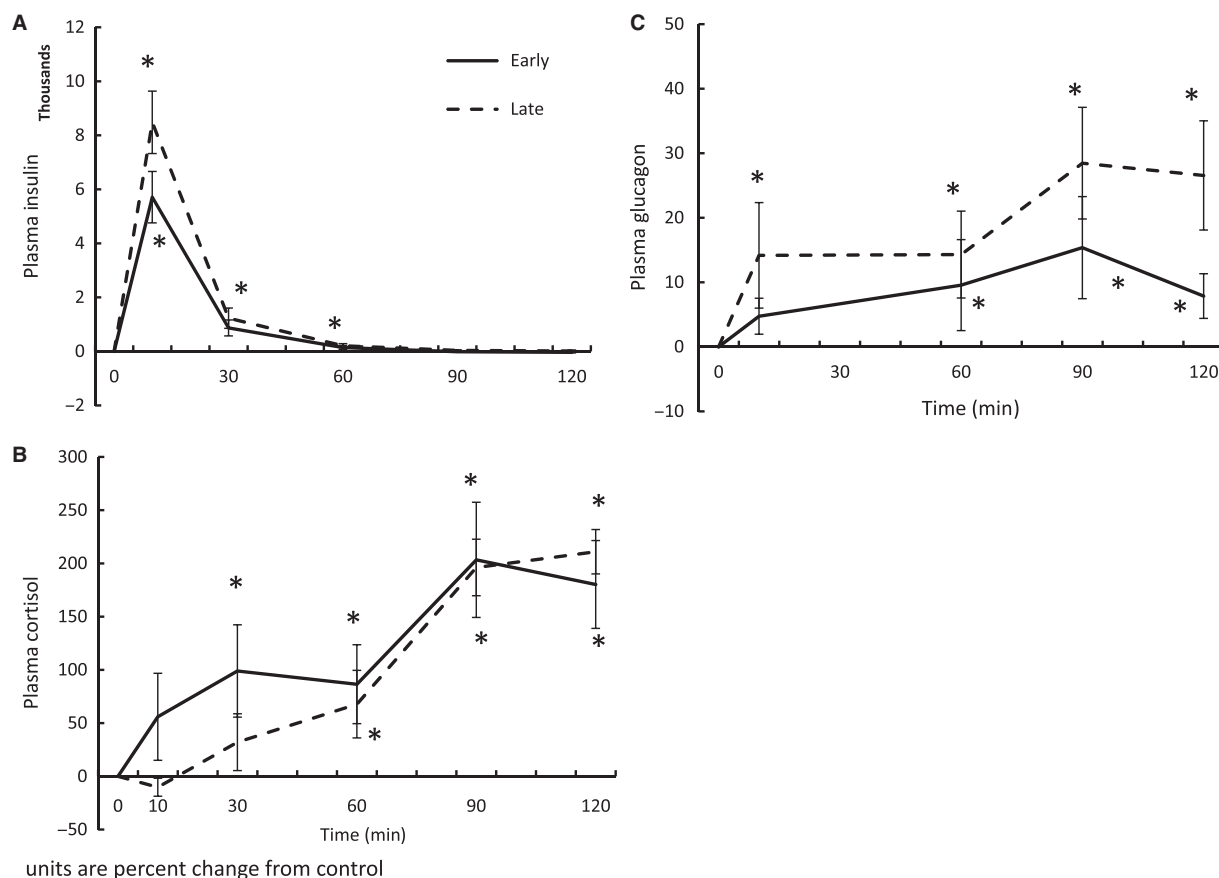 A
Thousands
Plasma insulin
12
10
8
6
4
2
0
−2
0 30 60 90 120
*
*
*
*
Early
Late
C
Plasma glucagon
50
40
30
20
10
0
−10
0 30 60 90 120
Time (min)
*
*
*
*
*
*
*
B
Plasma cortisol
300
250
200
150
100
50
0
−50
0 10 30 60 90 120
Time (min)
*
*
*
*
*
*
*
units are percent change from control